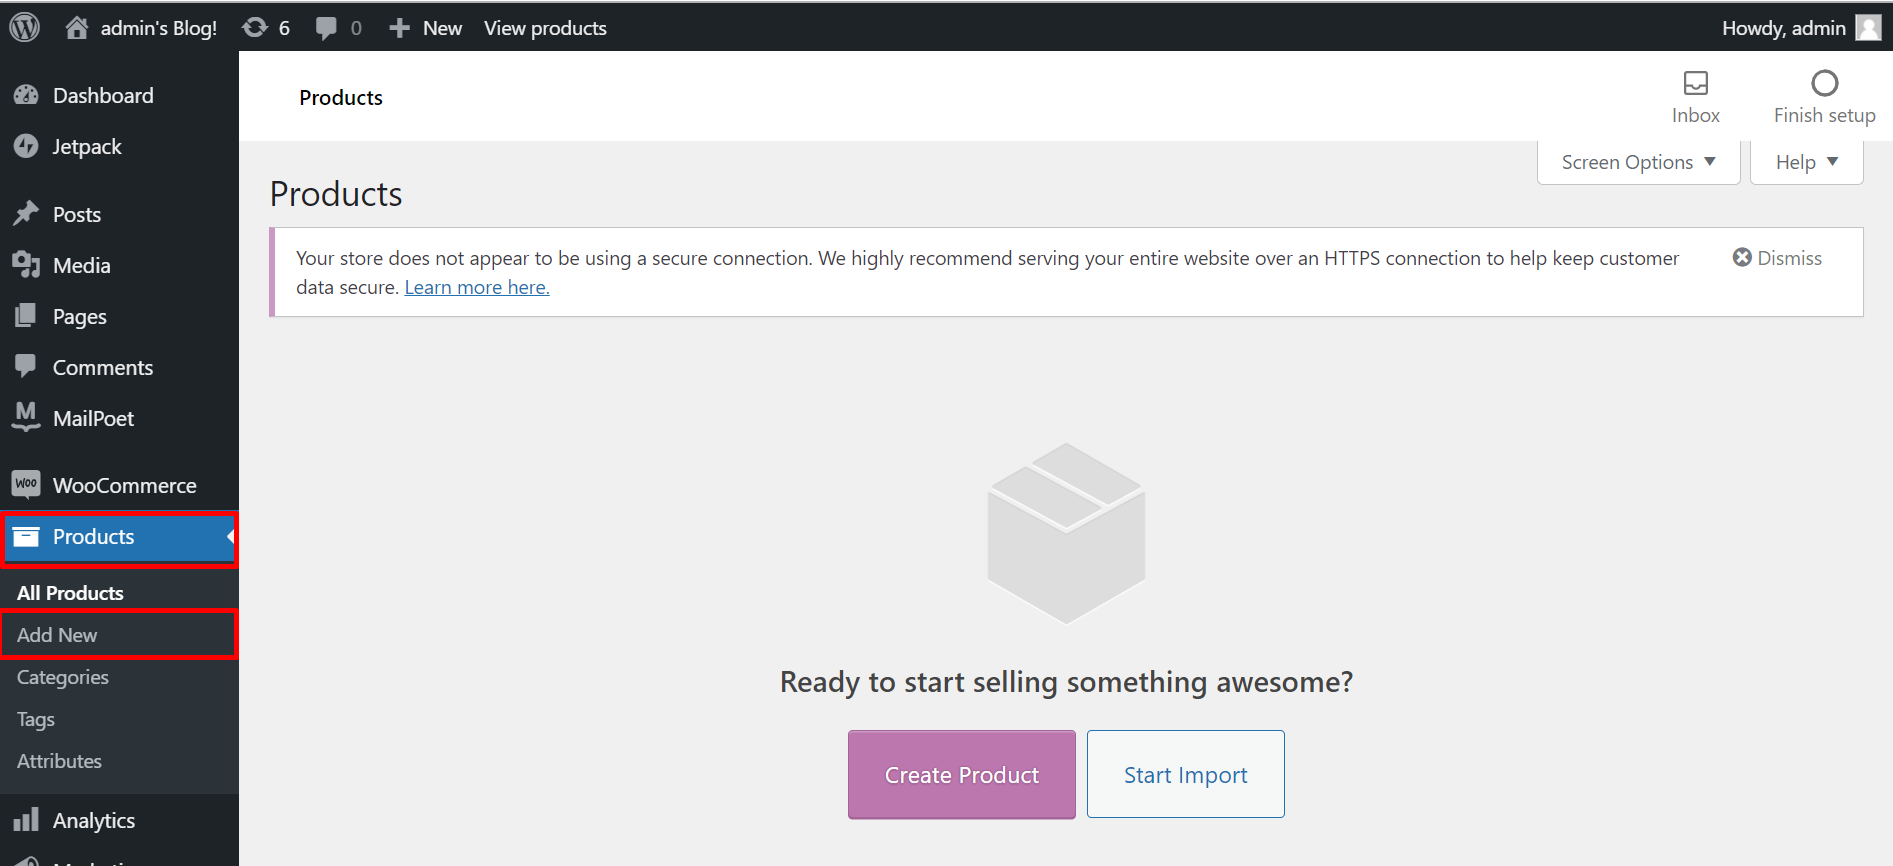 admin's Blog! 6 0 New View products Howdy, admin
Dashboard
Jetpack
Posts
Media
Pages
Comments
M MailPoet
Woo WooCommerce
Products
All Products
Add New
Categories
Tags
Attributes
Analytics
Products
Inbox
Finish setup
Screen Options
Help
Products
Your store does not appear to be using a secure connection. We highly recommend serving your entire website over an HTTPS connection to help keep customer
data secure. Learn more here.
Dismiss
Ready to start selling something awesome?
Create Product
Start Import